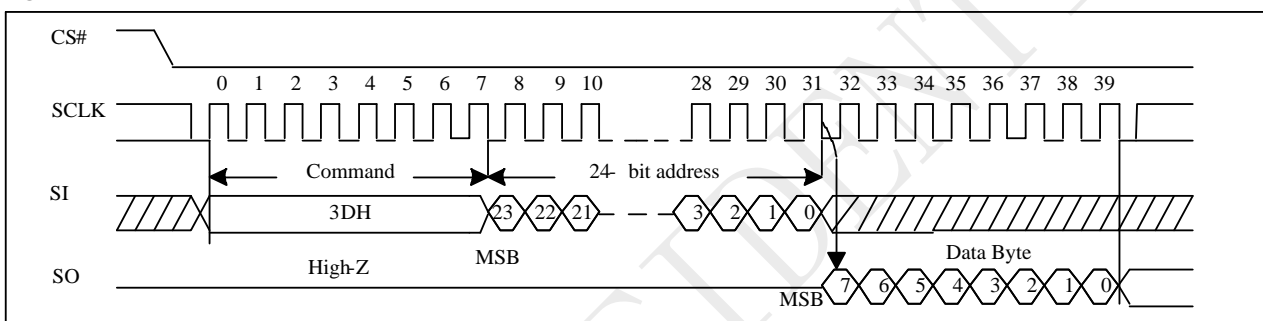 CS#
0 1 2 3 4 5 6 7 8 9 10 28 29 30 31 32 33 34 35 36 37 38 39
SCLK
Command 24- bit address
SI
3DH 23 22 21 3 2 1 0
High-Z MSB Data Byte
SO
MSB 7 6 5 4 3 2 1 0